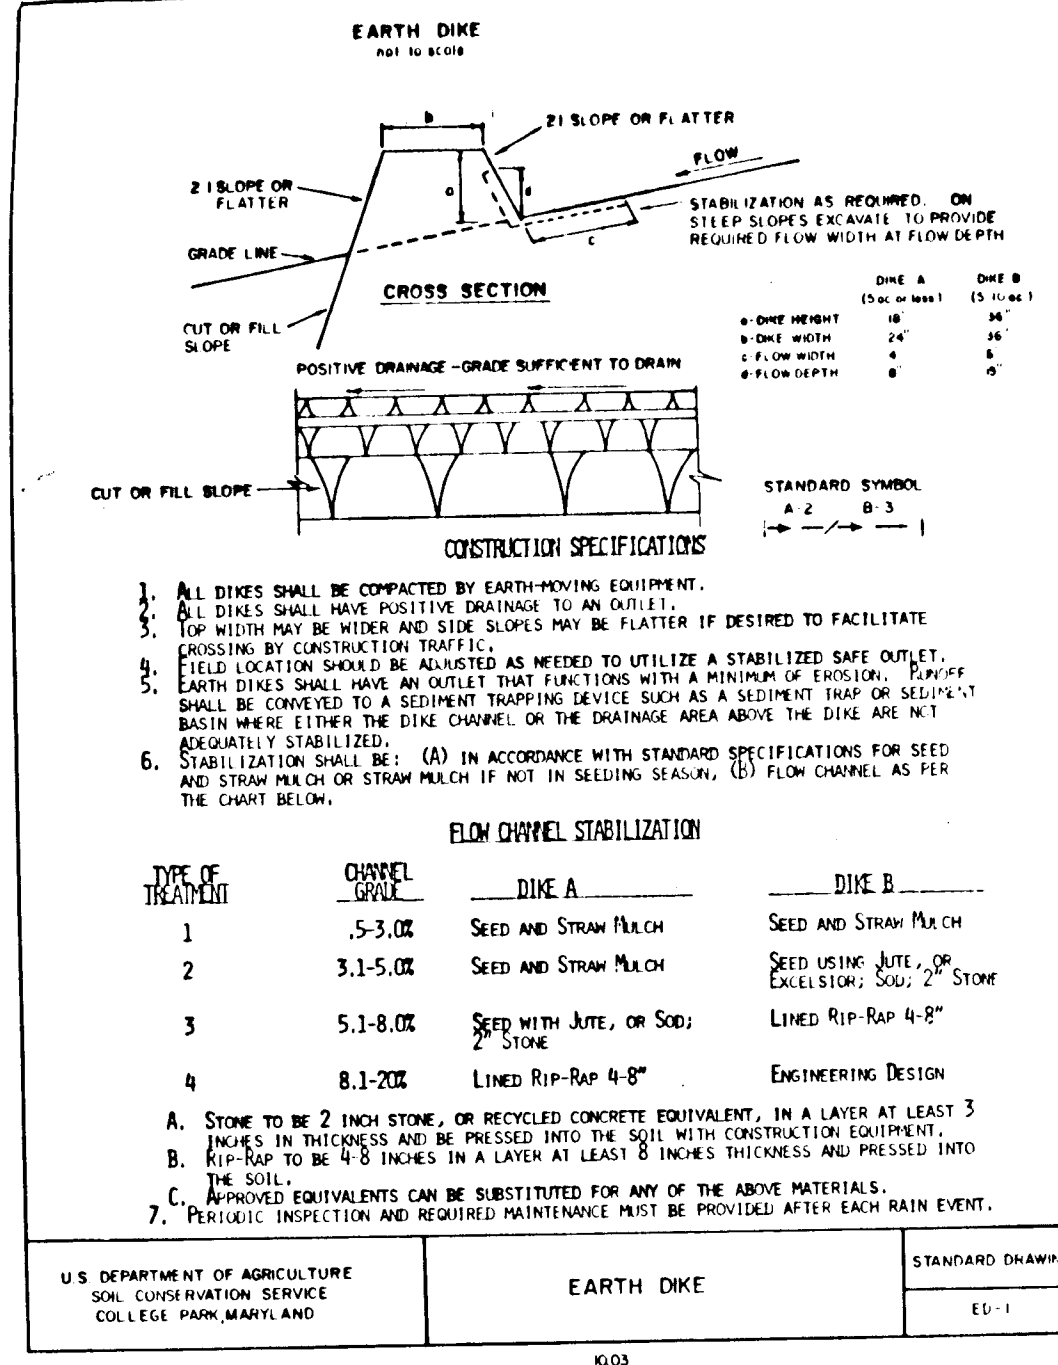 EARTH DIKE
not to scale
b
2:1 SLOPE OR FLATTER
FLOW
2:1 SLOPE OR
FLATTER
a
d
STABILIZATION AS REQUIRED. ON
STEEP SLOPES EXCAVATE TO PROVIDE
REQUIRED FLOW WIDTH AT FLOW DEPTH
c
GRADE LINE
CROSS SECTION
CUT OR FILL
SLOPE
DIKE A DIKE B
(5 ac or less) (5-10 ac)
a-DIKE HEIGHT 18" 36"
b-DIKE WIDTH 24" 36"
c-FLOW WIDTH 4'
d-FLOW DEPTH 8" 15"
POSITIVE DRAINAGE-GRADE SUFFICIENT TO DRAIN
CUT OR FILL SLOPE
STANDARD SYMBOL
A-2 B-3
CONSTRUCTION SPECIFICATIONS
1. ALL DIKES SHALL BE COMPACTED BY EARTH-MOVING EQUIPMENT.
2. ALL DIKES SHALL HAVE POSITIVE DRAINAGE TO AN OUTLET.
3. TOP WIDTH MAY BE WIDER AND SIDE SLOPES MAY BE FLATTER IF DESIRED TO FACILITATE
CROSSING BY CONSTRUCTION TRAFFIC.
4. FIELD LOCATION SHOULD BE ADJUSTED AS NEEDED TO UTILIZE A STABILIZED SAFE OUTLET.
5. EARTH DIKES SHALL HAVE AN OUTLET THAT FUNCTIONS WITH A MINIMUM OF EROSION. RUNOFF
SHALL BE CONVEYED TO A SEDIMENT TRAPPING DEVICE SUCH AS A SEDIMENT TRAP OR SEDIMENT
BASIN WHERE EITHER THE DIKE CHANNEL OR THE DRAINAGE AREA ABOVE THE DIKE ARE NOT
ADEQUATELY STABILIZED.
6. STABILIZATION SHALL BE: (A) IN ACCORDANCE WITH STANDARD SPECIFICATIONS FOR SEED
AND STRAW MULCH OR STRAW MULCH IF NOT IN SEEDING SEASON, (B) FLOW CHANNEL AS PER
THE CHART BELOW.
FLOW CHANNEL STABILIZATION
TYPE OF
TREATMENT
CHANNEL
GRADE
DIKE A
DIKE B
1 .5-3.0% SEED AND STRAW MULCH SEED AND STRAW MULCH
2 3.1-5.0% SEED AND STRAW MULCH SEED USING JUTE, OR
EXCELSIOR; SOD; 2" STONE
3 5.1-8.0% SEED WITH JUTE, OR SOD; LINED RIP-RAP 4-8"
2" STONE
4 8.1-20% LINED RIP-RAP 4-8" ENGINEERING DESIGN
A. STONE TO BE 2 INCH STONE, OR RECYCLED CONCRETE EQUIVALENT, IN A LAYER AT LEAST 3
INCHES IN THICKNESS AND BE PRESSED INTO THE SOIL WITH CONSTRUCTION EQUIPMENT.
B. RIP-RAP TO BE 4-8 INCHES IN A LAYER AT LEAST 8 INCHES THICKNESS AND PRESSED INTO
THE SOIL.
C. APPROVED EQUIVALENTS CAN BE SUBSTITUTED FOR ANY OF THE ABOVE MATERIALS.
7. PERIODIC INSPECTION AND REQUIRED MAINTENANCE MUST BE PROVIDED AFTER EACH RAIN EVENT.
U.S. DEPARTMENT OF AGRICULTURE
SOIL CONSERVATION SERVICE
COLLEGE PARK, MARYLAND
EARTH DIKE
STANDARD DRAWIN
ED-1
10.03